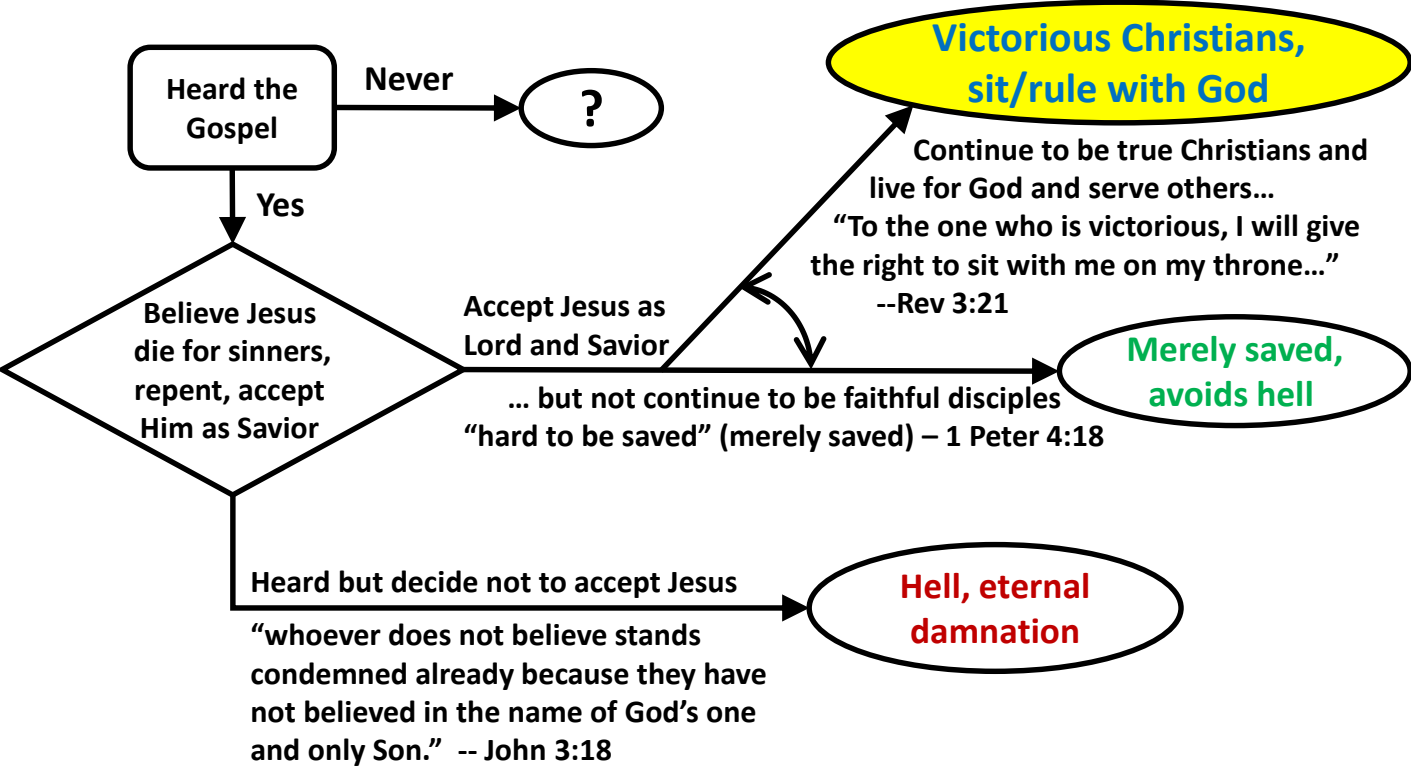 Heard the
Gospel
Never
?
Yes
Believe Jesus
die for sinners,
repent, accept
Him as Savior
Accept Jesus as
Lord and Savior
Victorious Christians,
sit/rule with God
Continue to be true Christians and
live for God and serve others…
“To the one who is victorious, I will give
the right to sit with me on my throne…”
--Rev 3:21
Merely saved,
avoids hell
… but not continue to be faithful disciples
“hard to be saved” (merely saved) – 1 Peter 4:18
Heard but decide not to accept Jesus
“whoever does not believe stands
condemned already because they have
not believed in the name of God’s one
and only Son.” -- John 3:18
Hell, eternal
damnation